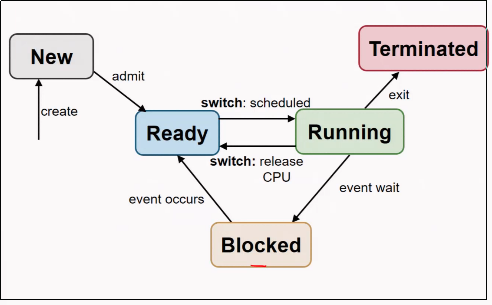 New
Terminated
admit
create
exit
switch: scheduled
Ready
Running
switch: release
CPU
event occurs
event wait
Blocked